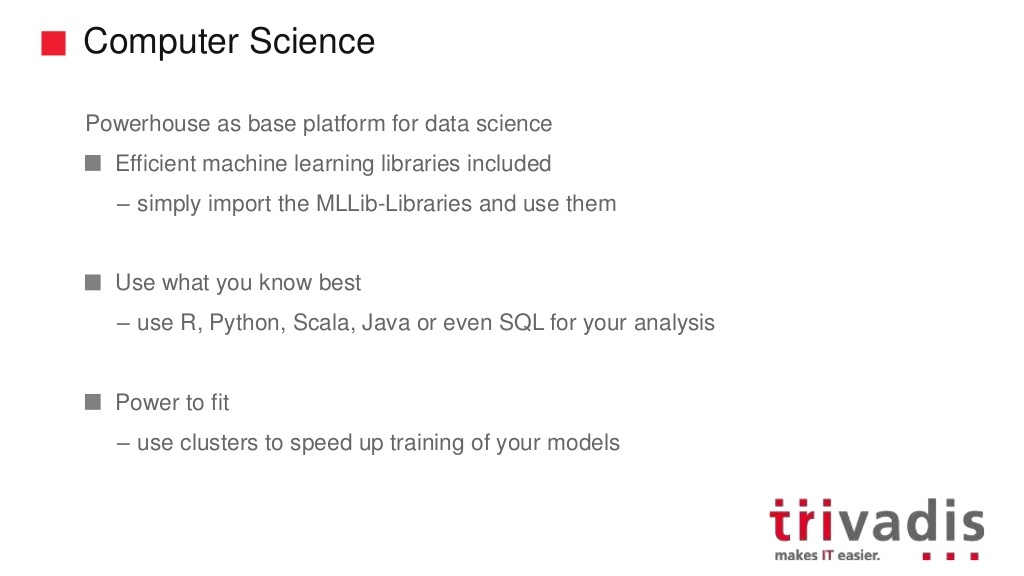 Computer Science
Powerhouse as base platform for data science
Efficient machine learning libraries included
– simply import the MLLib-Libraries and use them
Use what you know best
– use R, Python, Scala, Java or even SQL for your analysis
Power to fit
– use clusters to speed up training of your models
trivadis
makes IT easier.